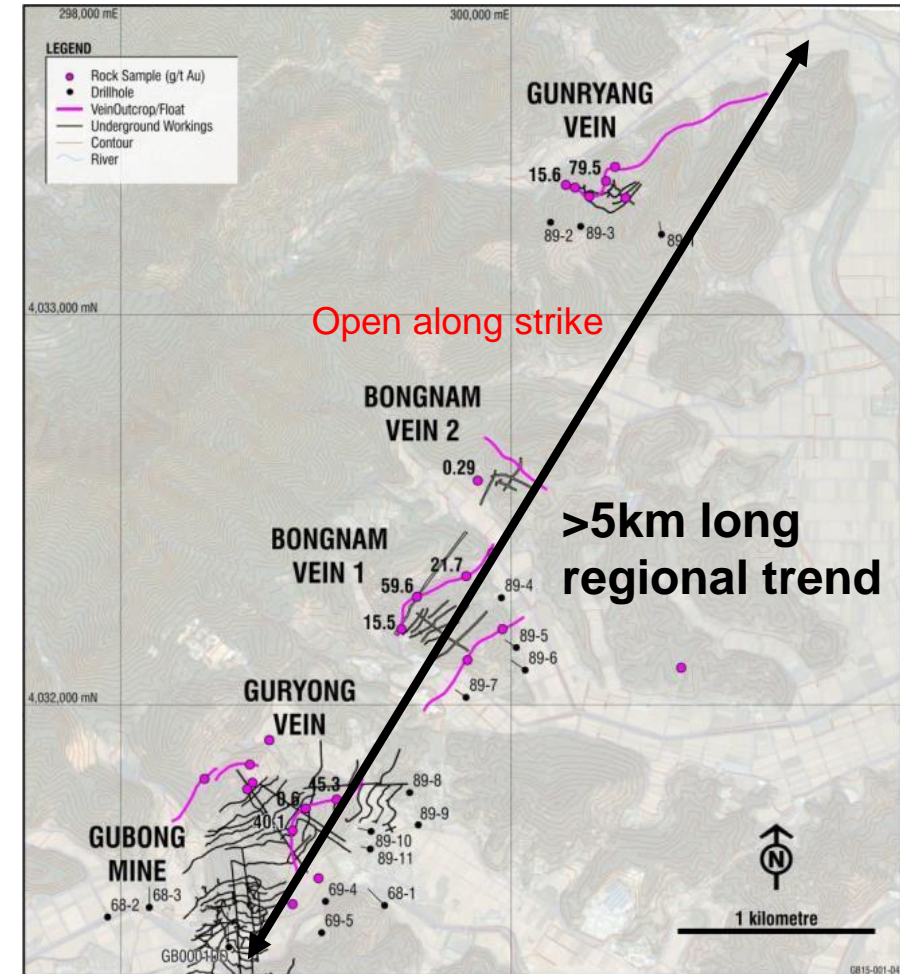 298,000 mE
300,000 mE
LEGEND
Rock Sample (g/t Au)
Drillhole
VeinOutcrop/Float
Underground Workings
Contour
River
GUNRYANG
VEIN
15.6
79.5
89-2
89-3
4,033,000 mN
Open along strike
BONGNAM
VEIN 2
0.29
>5km long
regional trend
BONGNAM
VEIN 1
21.7
59.6
89-4
15.5
89-5
89-6
89-7
4,032,000 mN
GURYONG
VEIN
45.3
89-8
40.1
89-9
GUBONG
MINE
89-10
89-11
68-3
69-4
68-1
68-2
69-5
N
1 kilometre
GB15-001-04